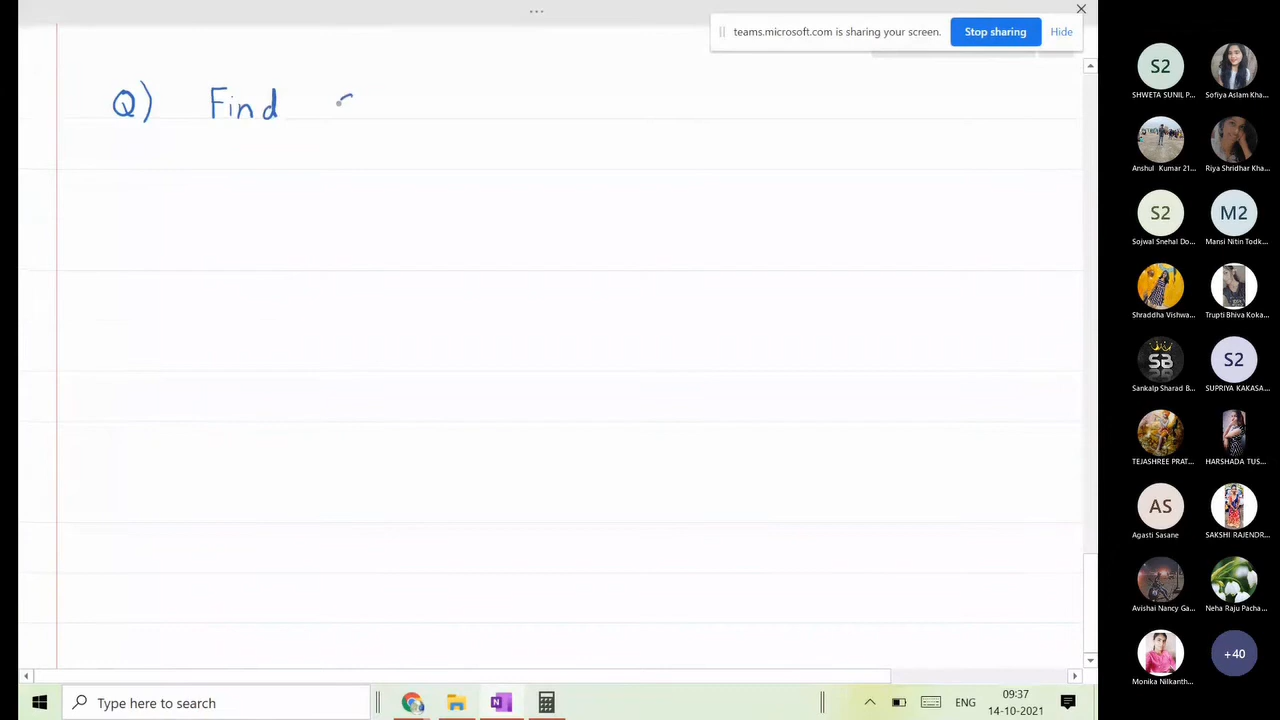 teams.microsoft.com is sharing your screen.
Stop sharing
Hide
Q) Find
S2
SHWETA SUNIL P...
Sofiya Aslam Kha...
Anshul Kumar 21...
Riya Shridhar Kha...
S2
M2
Sojwal Snehal Do...
Mansi Nitin Todk...
Shraddha Vishwa...
Trupti Bhiva Koka...
SB
S2
Sankalp Sharad B...
SUPRIYA KAKASA...
TEJASHREE PRAT...
HARSHADA TUS...
AS
Agasti Sasane
SAKSHI RAJENDR...
Avishai Nancy Ga...
Neha Raju Pacha...
+40
Monika Nilkanth...
Type here to search
ENG
09:37
14-10-2021